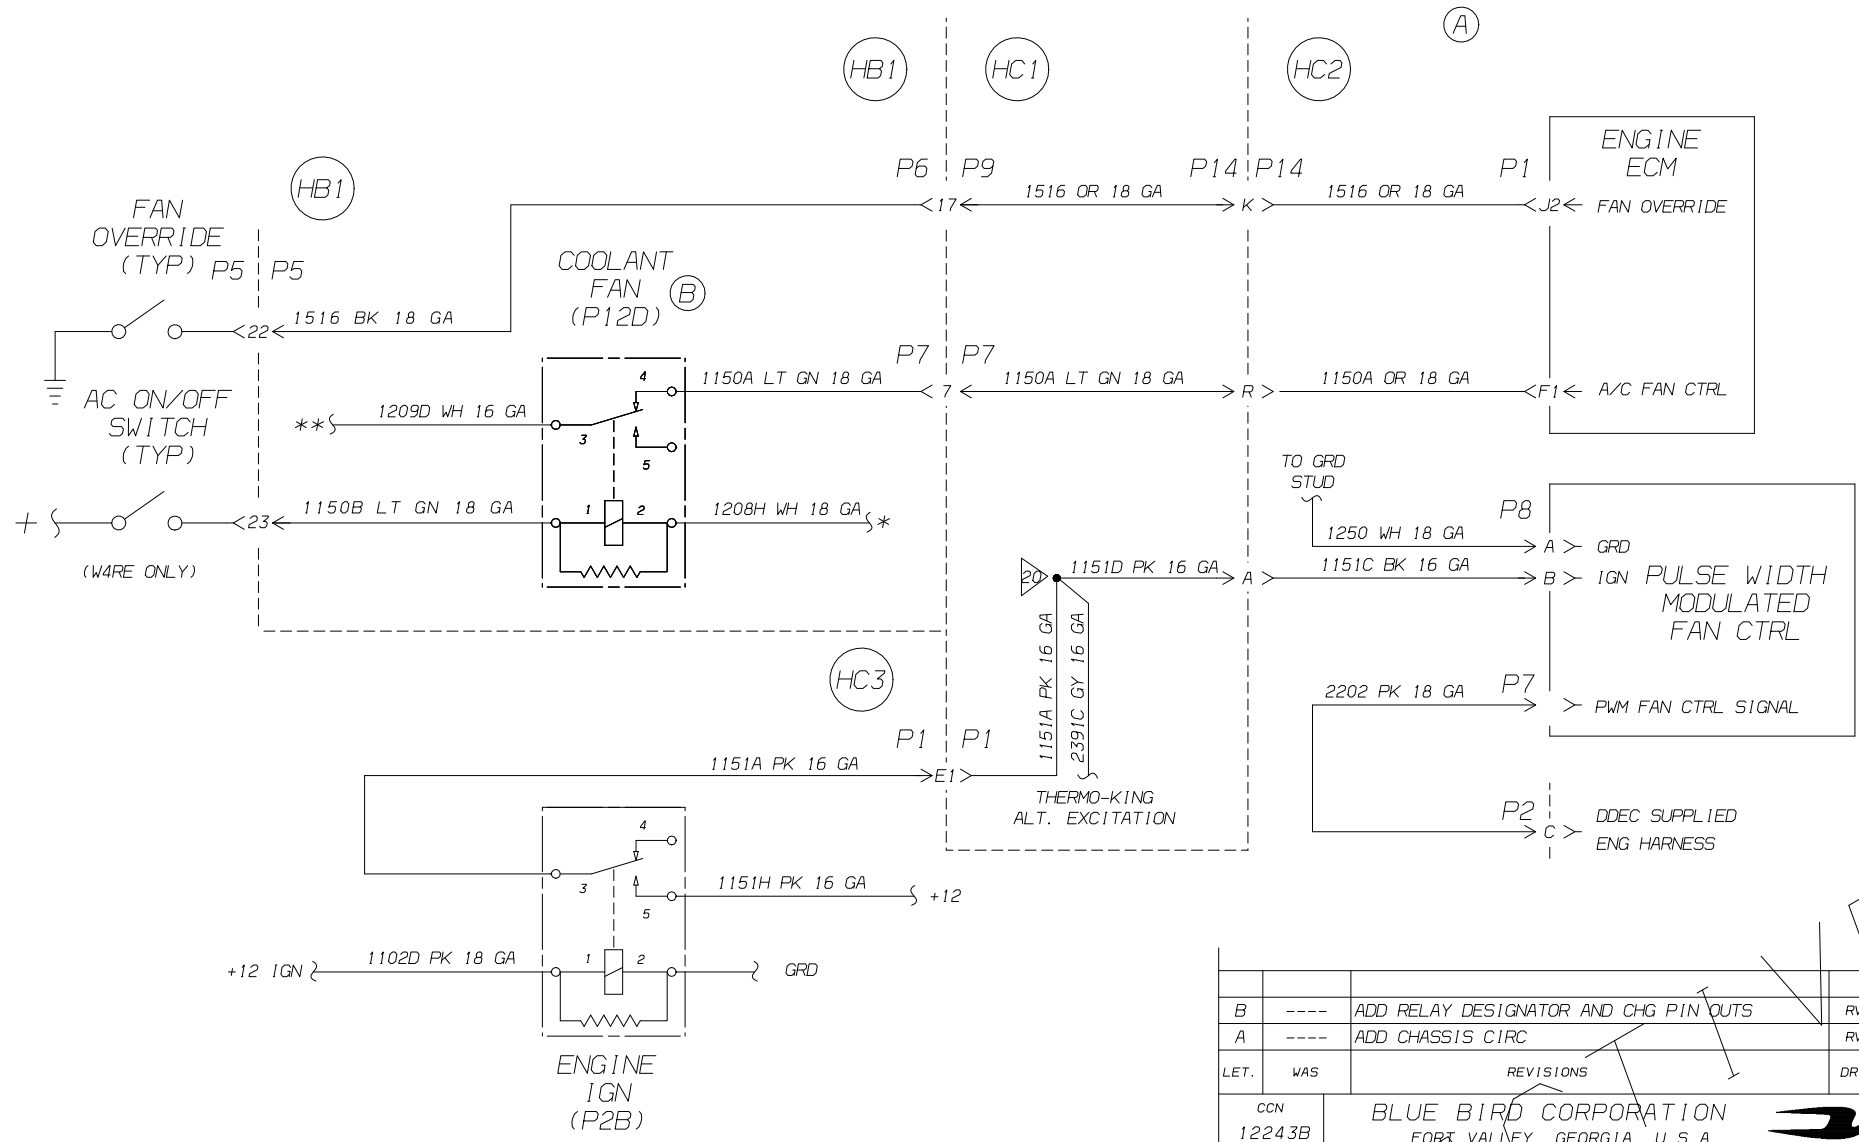 A
HB1
HC1
HC2
ENGINE
ECM
P6
P9
P14
P14
P1
HB1
1516 OR 18 GA
1516 OR 18 GA
17
K
J2
FAN OVERRIDE
FAN
OVERRIDE
(TYP)
P5
P5
COOLANT
FAN
(P12D)
B
1516 BK 18 GA
22
P7
P7
4
1150A LT GN 18 GA
7
1150A LT GN 18 GA
R
1150A OR 18 GA
F1
A/C FAN CTRL
AC ON/OFF
SWITCH
(TYP)
**
1209D WH 16 GA
3
5
TO GRD
STUD
+
23
1150B LT GN 18 GA
1
2
1208H WH 18 GA
*
P8
1250 WH 18 GA
A
GRD
(W4RE ONLY)
20
1151D PK 16 GA
A
1151C BK 16 GA
B
IGN
PULSE WIDTH
MODULATED
FAN CTRL
1151A PK 16 GA
2391C GY 16 GA
HC3
2202 PK 18 GA
P7
PWM FAN CTRL SIGNAL
P1
P1
1151A PK 16 GA
E1
THERMO-KING
ALT. EXCITATION
P2
C
DDEC SUPPLIED
ENG HARNESS
4
3
5
1151H PK 16 GA
+12
+12 IGN
1102D PK 18 GA
1
2
GRD
ENGINE
IGN
(P2B)
B ---- ADD RELAY DESIGNATOR AND CHG PIN OUTS
A ---- ADD CHASSIS CIRC
LET. WAS REVISIONS
CCN
12243B
BLUE BIRD CORPORATION
FORT VALLEY, GEORGIA, U.S.A.